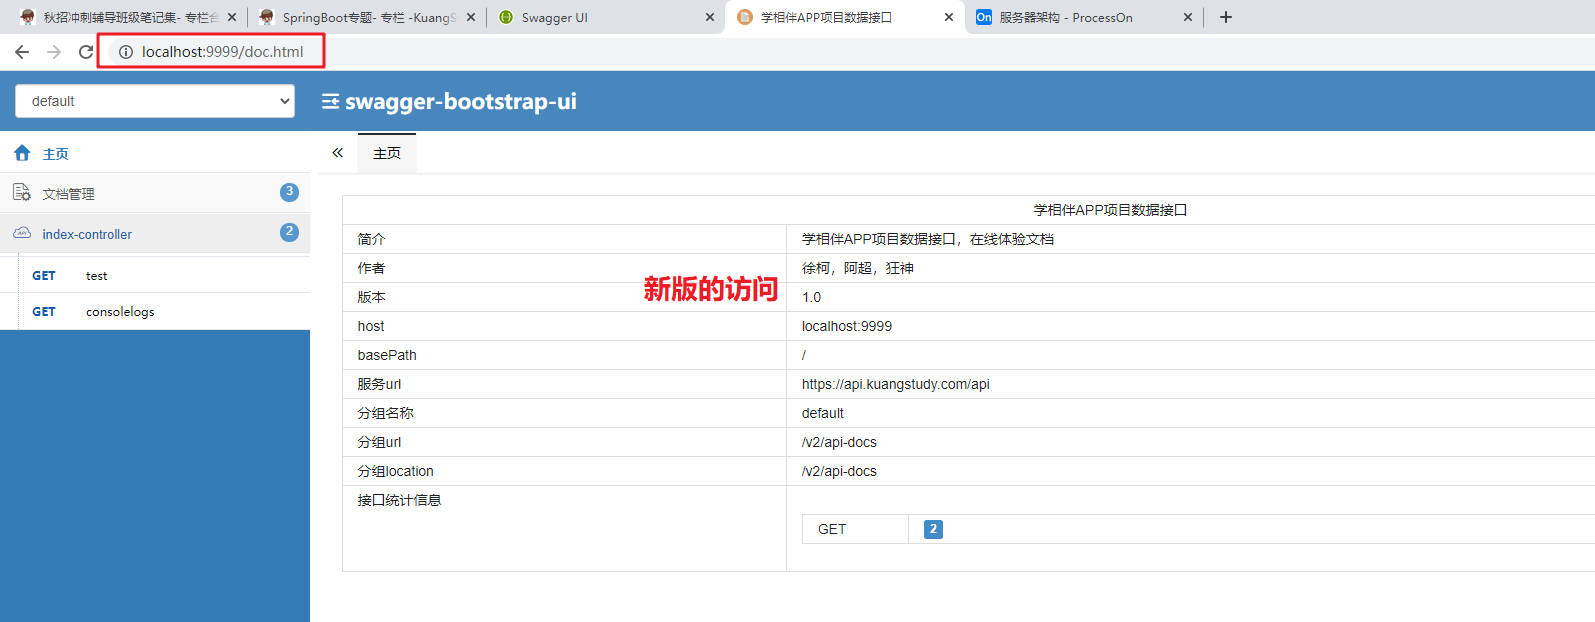 秋招冲刺辅导班级笔记集- 专栏合
SpringBoot专题- 专栏 -KuangS
Swagger UI
学相伴APP项目数据接口
On 服务器架构 - ProcessOn
localhost:9999/doc.html
default
swagger-bootstrap-ui
主页
文档管理 3
index-controller 2
GET test
GET consolelogs
主页
学相伴APP项目数据接口
简介 学相伴APP项目数据接口，在线体验文档
作者 徐柯，阿超，狂神
新版的访问
版本 1.0
host localhost:9999
basePath /
服务url https://api.kuangstudy.com/api
分组名称 default
分组url /v2/api-docs
分组location /v2/api-docs
接口统计信息
GET 2